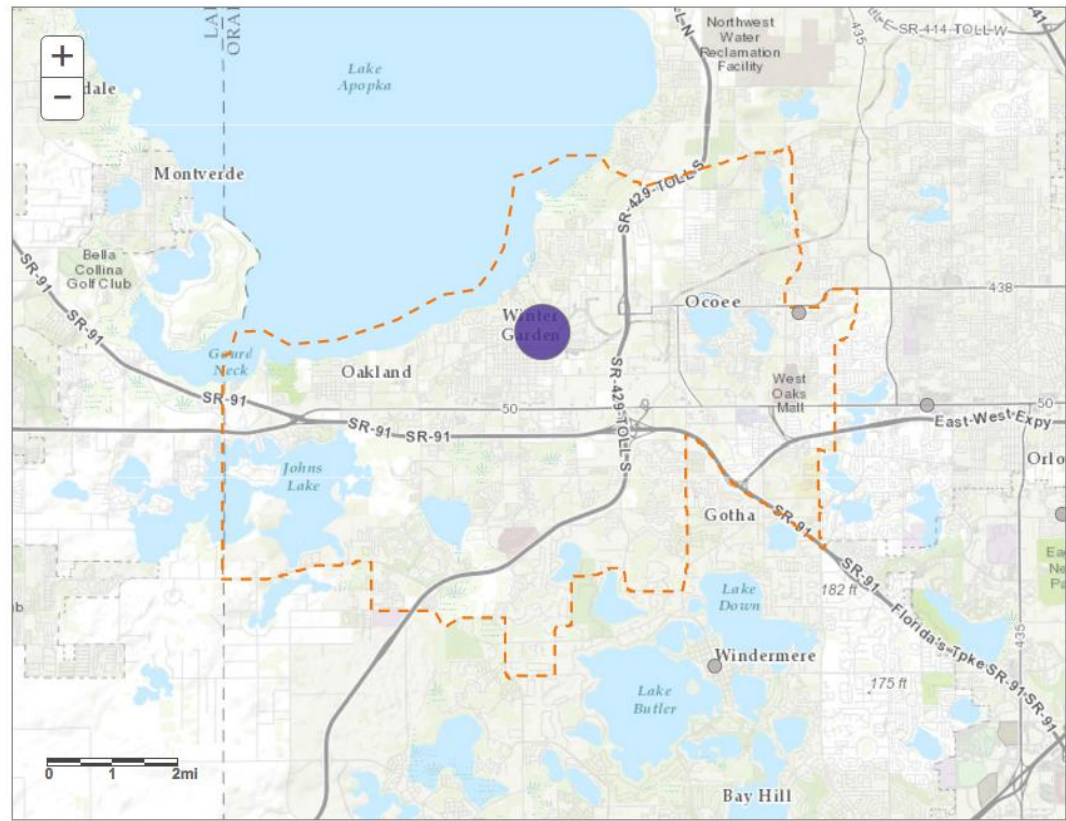 +
−
Northwest
Water
Reclamation
Facility
SR-414-TOLL-W
435
LAK
ORAN
Lake
Apopka
dale
Montverde
SR-429-TOLL-S
Bella
Collina
Golf Club
SR-91
438
Ocoee
Winter
Garden
Gourd
Neck
Oakland
West
Oaks
Mall
SR-91
SR-429-TOLL-S
9
50
50
SR-91
SR-91
East-West Expy
Johns
Lake
Orlo
Gotha
SR-91
Lake
Down
182 ft
SR-91
Florida's-Tpke
SR-91
SR-91
435
Windermere
175 ft
Lake
Butler
0 1 2mi
Bay Hill